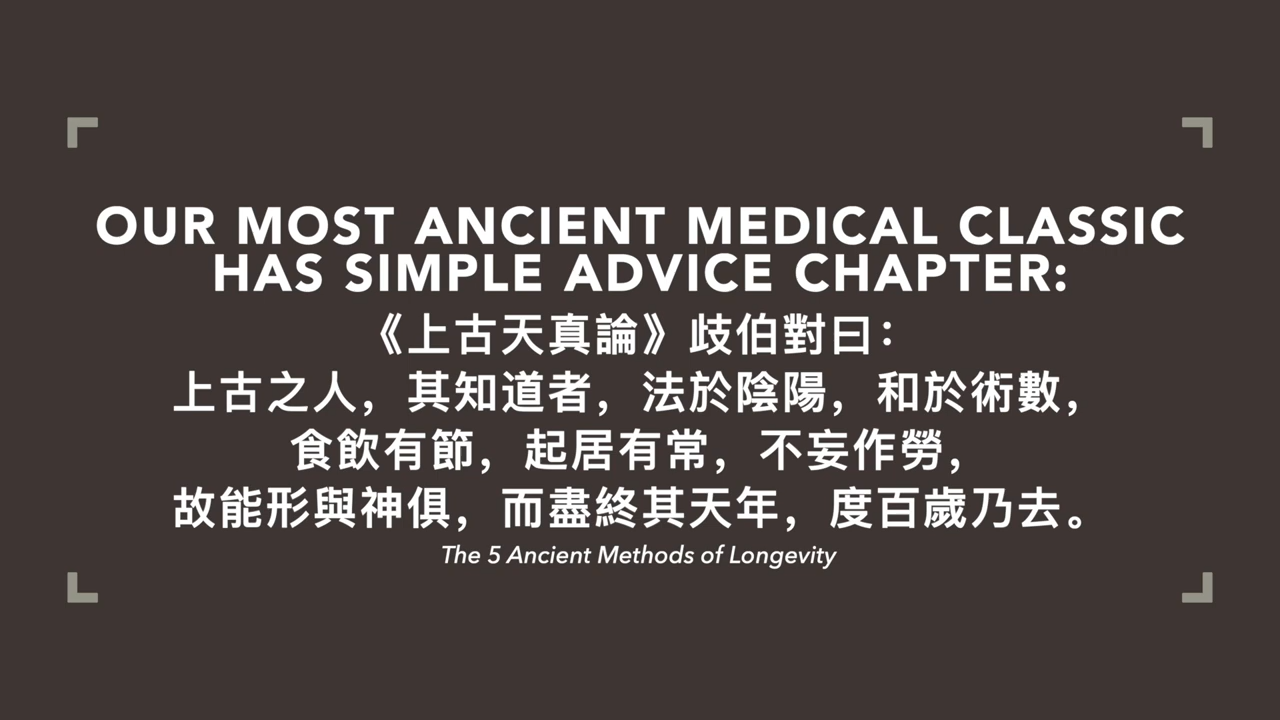 OUR MOST ANCIENT MEDICAL CLASSIC
HAS SIMPLE ADVICE CHAPTER:
《上古天真論》歧伯對曰：
上古之人，其知道者，法於陰陽，和於術數，
食飲有節，起居有常，不妄作勞，
故能形與神俱，而盡終其天年，度百歲乃去。
The 5 Ancient Methods of Longevity